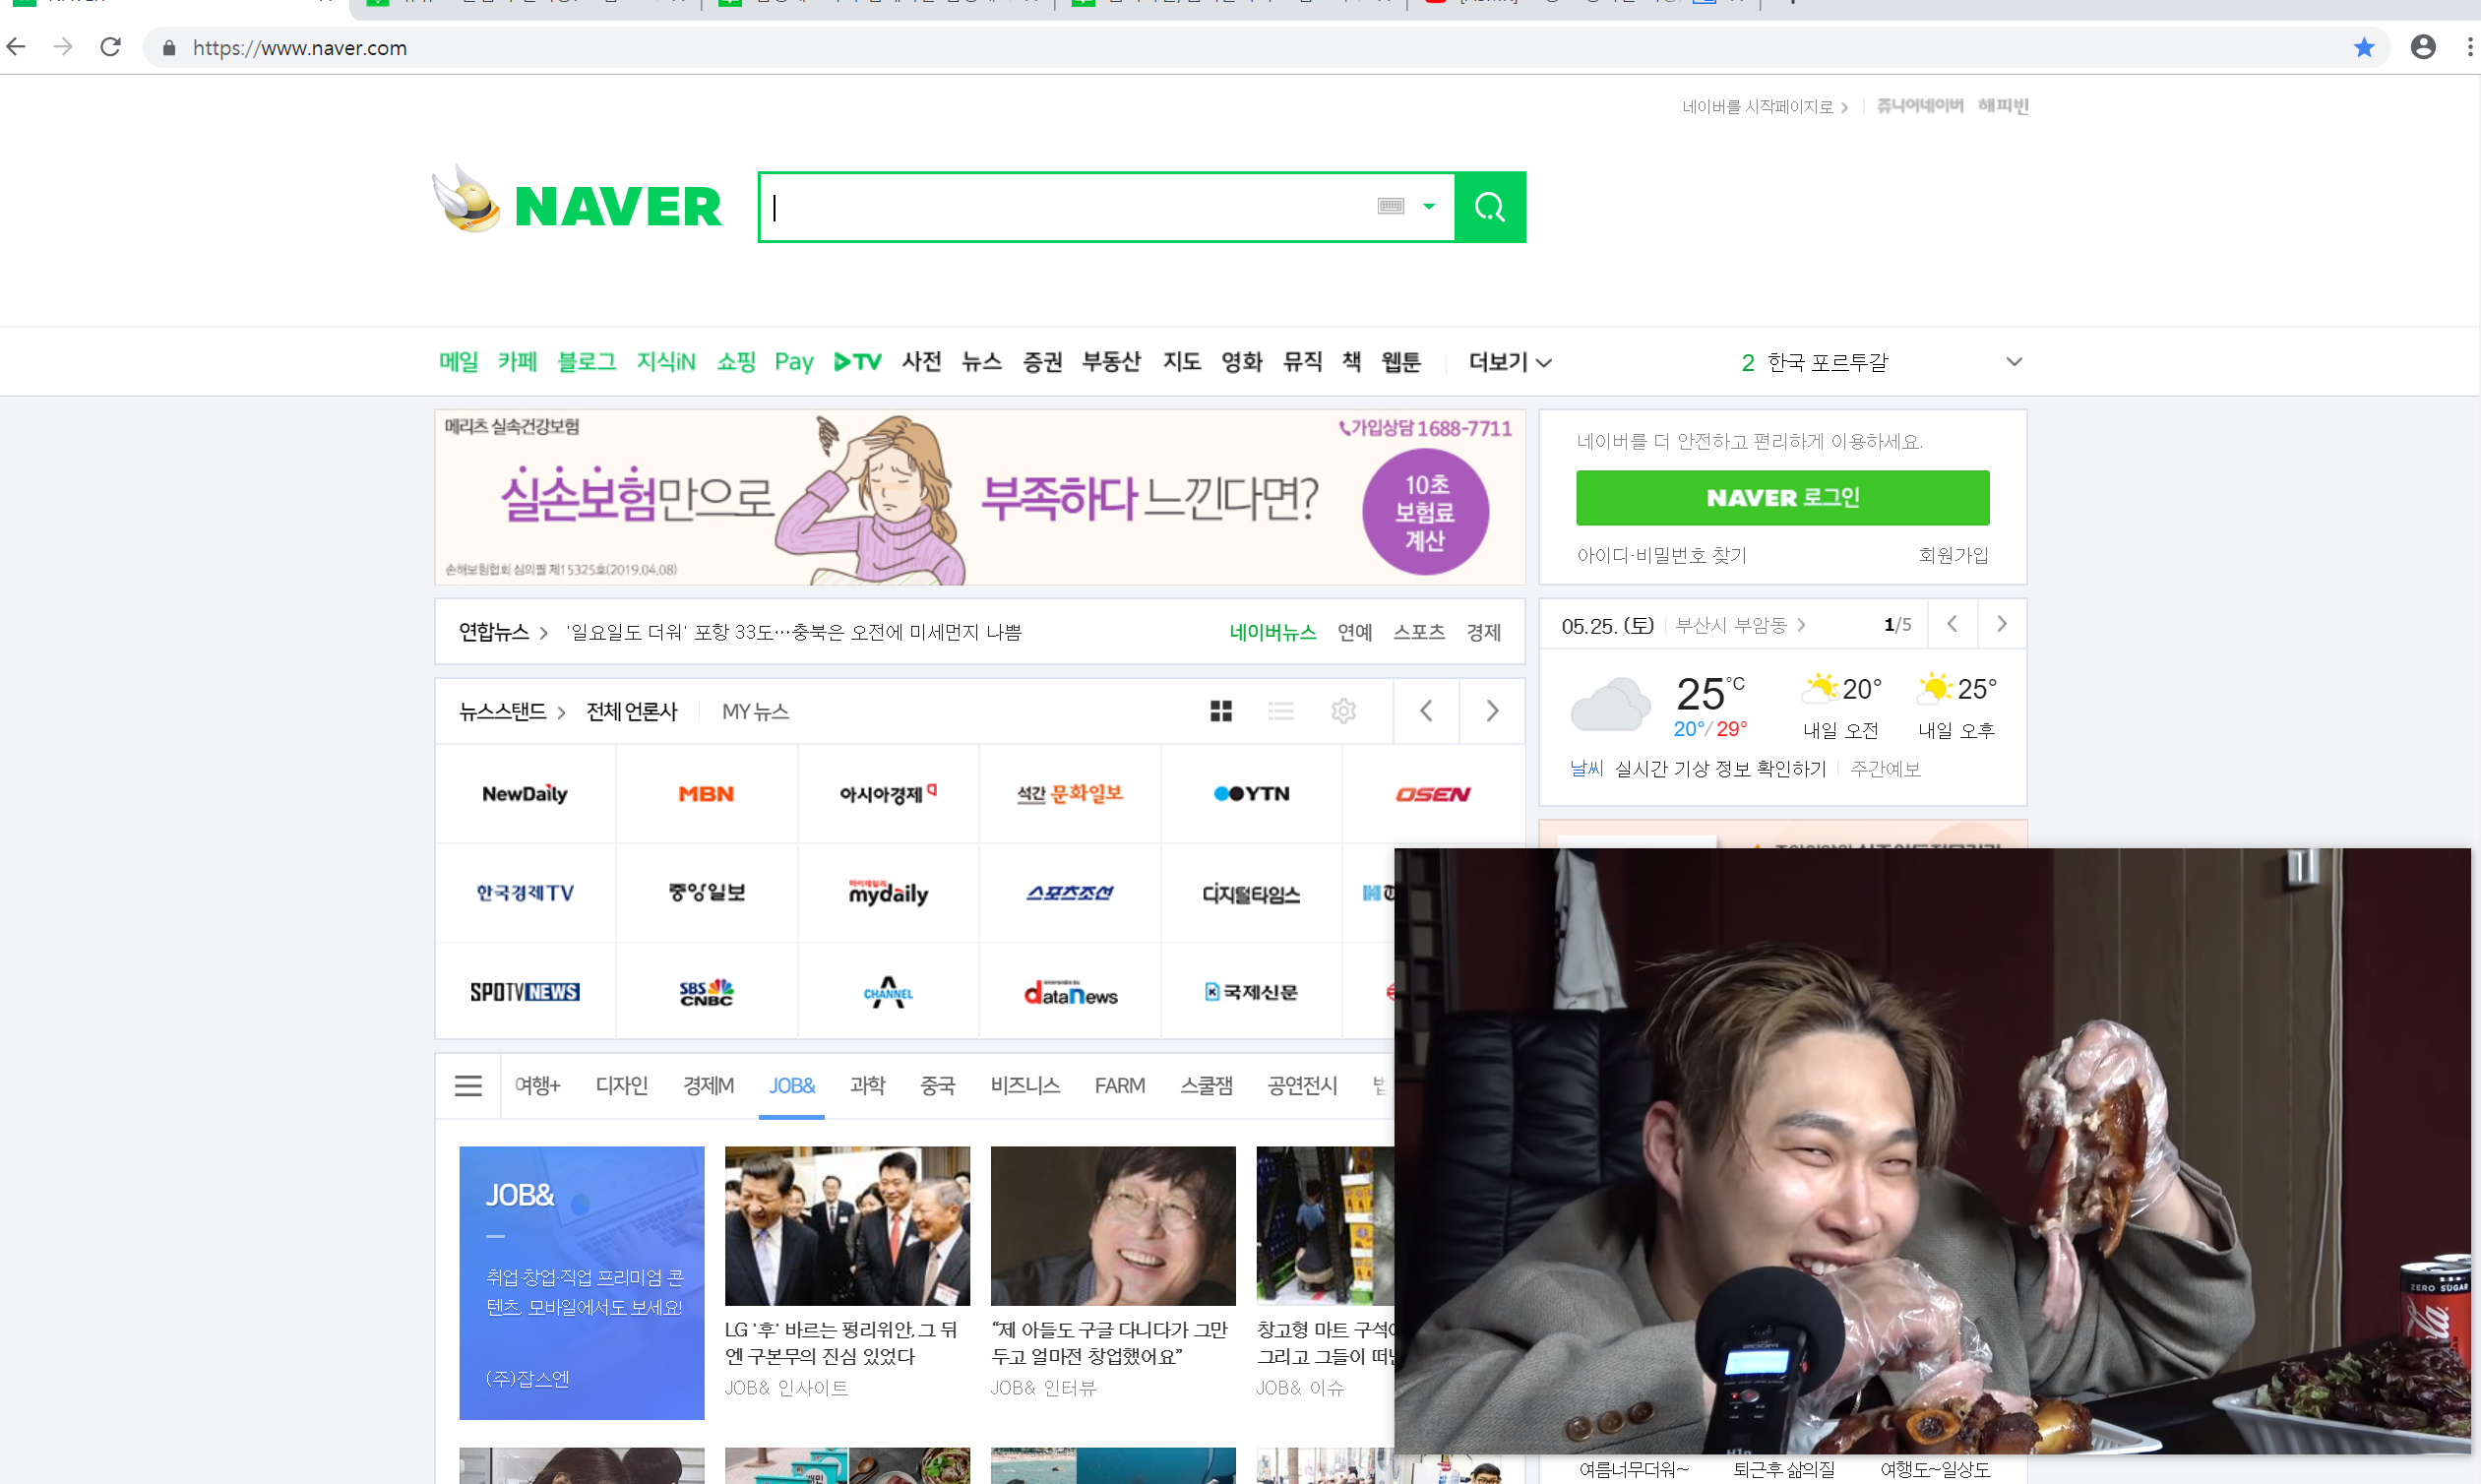 https://www.naver.com
네이버를 시작페이지로
쥬니어네이버 해피빈
NAVER
메일 카페 블로그 지식iN 쇼핑 Pay TV 사전 뉴스 증권 부동산 지도 영화 뮤직 책 웹툰 더보기
2 한국 포르투갈
메리츠 실속건강보험
가입상담 1688-7711
실손보험만으로 부족하다 느낀다면?
10초
보험료
계산
손해보험협회 심의필 제15325호(2019.04.08)
네이버를 더 안전하고 편리하게 이용하세요.
NAVER 로그인
아이디·비밀번호 찾기 회원가입
연합뉴스 '일요일도 더워' 포항 33도…충북은 오전에 미세먼지 나쁨
네이버뉴스 연예 스포츠 경제
05.25. (토) 부산시 부암동 1/5
25°C 20° 25°
20°/ 29° 내일 오전 내일 오후
날씨 실시간 기상 정보 확인하기 주간예보
뉴스스탠드 전체 언론사 MY 뉴스
NewDaily MBN 아시아경제 석간 문화일보 YTN OSEN
한국경제TV 중앙일보 마이데일리 mydaily 스포츠조선 디지털타임스
SPOTV NEWS SBS CNBC CHANNEL A dataNews 국제신문
여행+ 디자인 경제M JOB& 과학 중국 비즈니스 FARM 스쿨잼 공연전시
JOB&
취업·창업·직업 프리미엄 콘
텐츠, 모바일에서도 보세요!
(주)잡스엔
LG '후' 바르는 펑리위안, 그 뒤
엔 구본무의 진심 있었다
JOB& 인사이트
“제 아들도 구글 다니다가 그만
두고 얼마전 창업했어요”
JOB& 인터뷰
창고형 마트 구석
그리고 그들이
JOB& 이슈
ZERO SUGAR
zoom
H1n
여름너무더워~ 퇴근후 삶의질 여행도~일상도